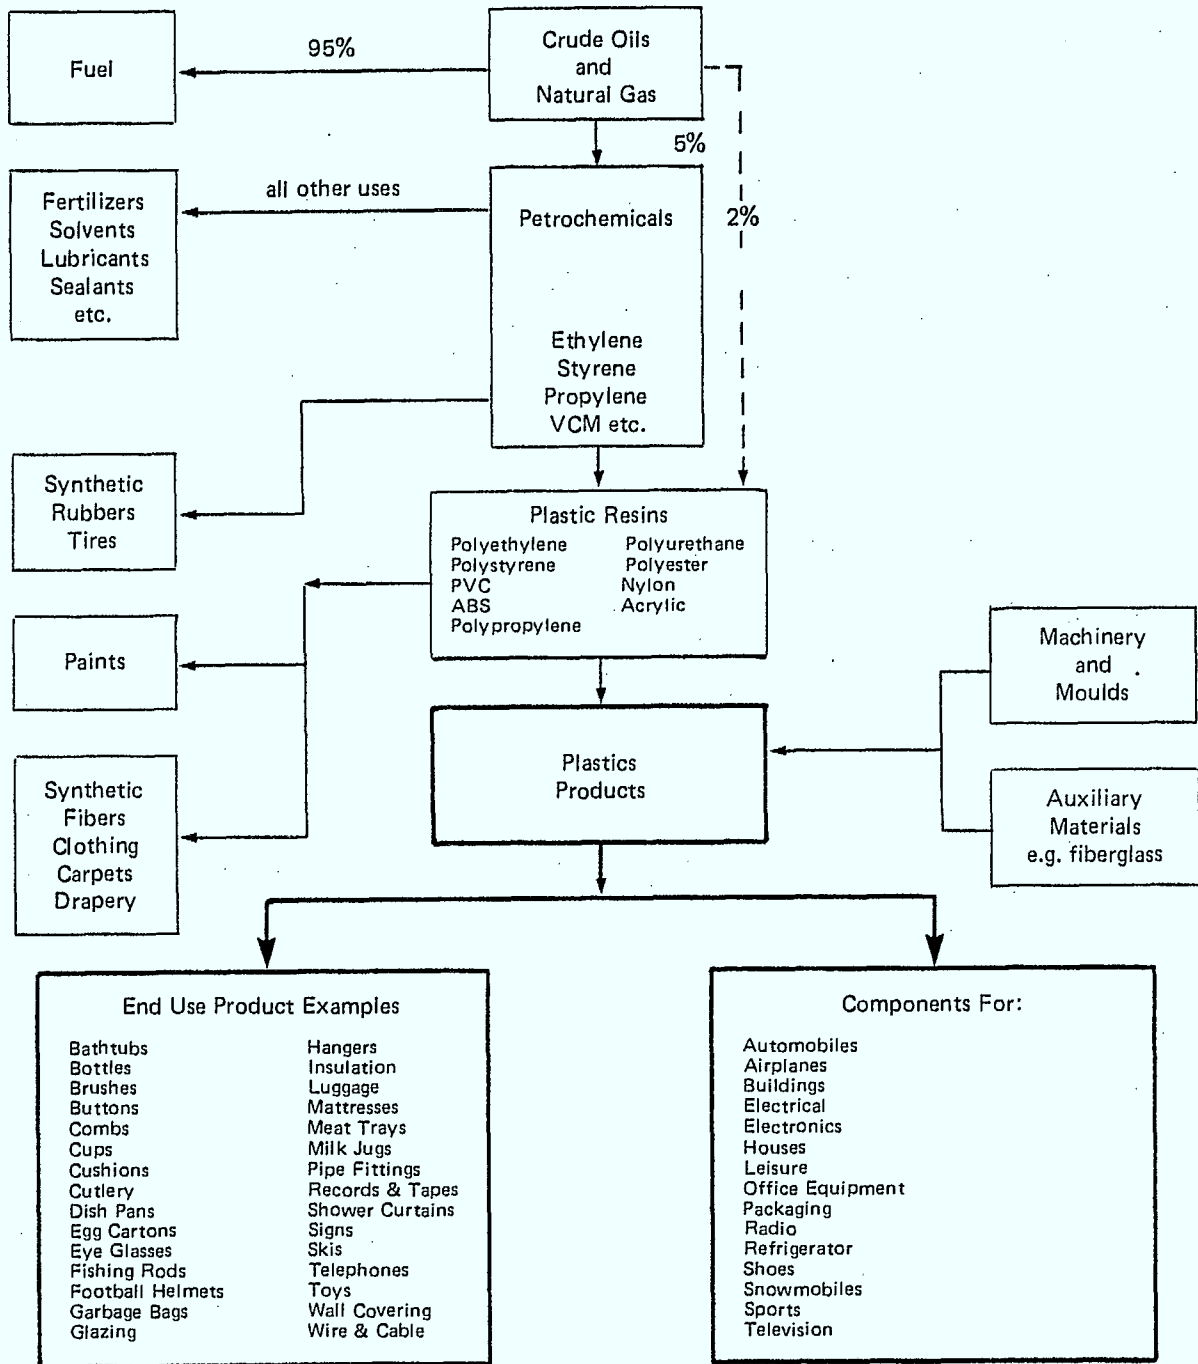 Fuel
95%
Crude Oils
and
Natural Gas
5%
Fertilizers
Solvents
Lubricants
Sealants
etc.
all other uses
Petrochemicals
2%
Ethylene
Styrene
Propylene
VCM etc.
Synthetic
Rubbers
Tires
Plastic Resins
Polyethylene
Polystyrene
PVC
ABS
Polypropylene
Polyurethane
Polyester
Nylon
Acrylic
Paints
Machinery
and
Moulds
Plastics
Products
Synthetic
Fibers
Clothing
Carpets
Drapery
Auxiliary
Materials
e.g. fiberglass
End Use Product Examples
Bathtubs
Bottles
Brushes
Buttons
Combs
Cups
Cushions
Cutlery
Dish Pans
Egg Cartons
Eye Glasses
Fishing Rods
Football Helmets
Garbage Bags
Glazing
Hangers
Insulation
Luggage
Mattresses
Meat Trays
Milk Jugs
Pipe Fittings
Records & Tapes
Shower Curtains
Signs
Skis
Telephones
Toys
Wall Covering
Wire & Cable
Components For:
Automobiles
Airplanes
Buildings
Electrical
Electronics
Houses
Leisure
Office Equipment
Packaging
Radio
Refrigerator
Shoes
Snowmobiles
Sports
Television